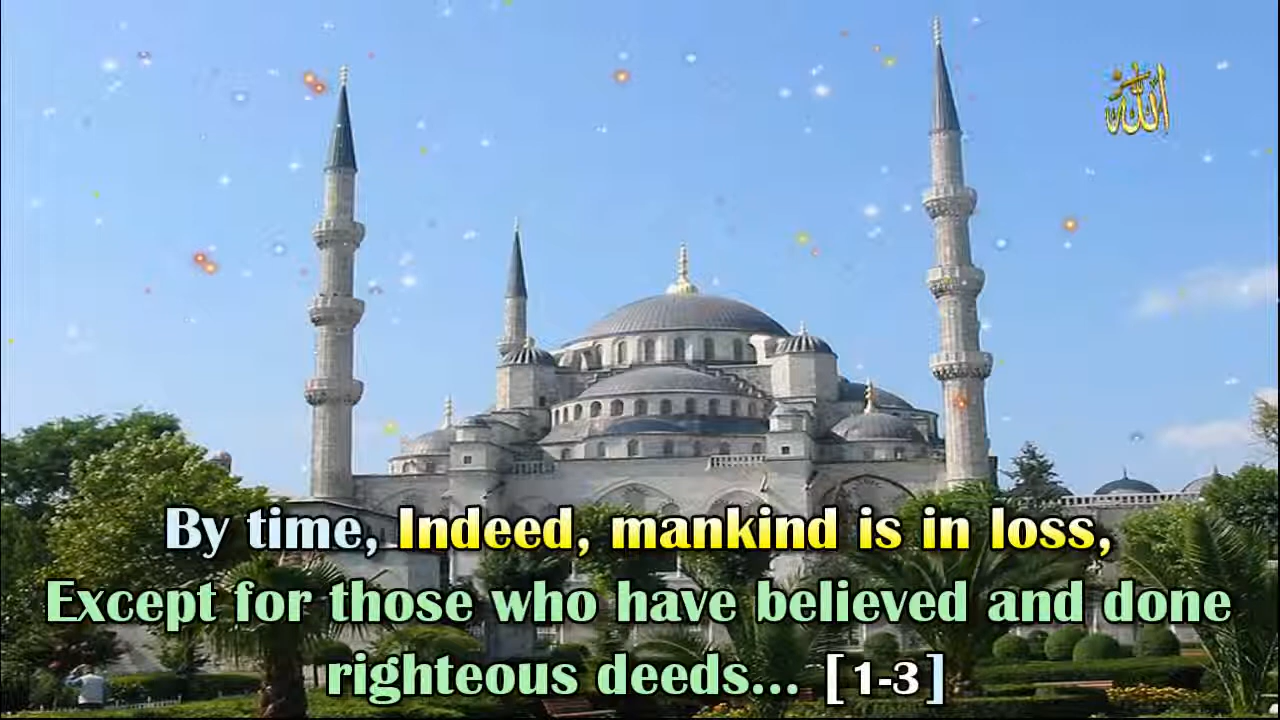 الله
By time, Indeed, mankind is in loss,
Except for those who have believed and done
righteous deeds... [1-3]